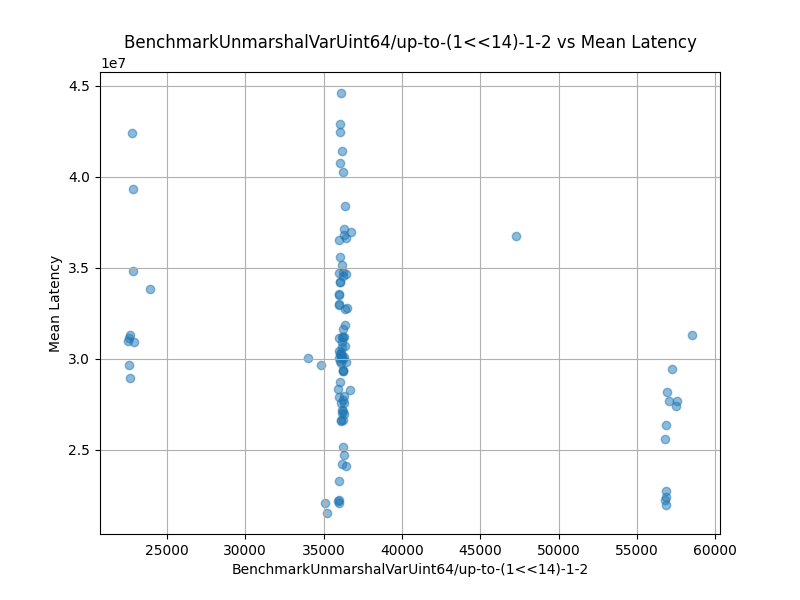 BenchmarkUnmarshalVarUint64/up-to-(1<<14)-1-2 vs Mean Latency
1e7
4.5
4.0
3.5
3.0
2.5
Mean Latency
25000 30000 35000 40000 45000 50000 55000 60000
BenchmarkUnmarshalVarUint64/up-to-(1<<14)-1-2